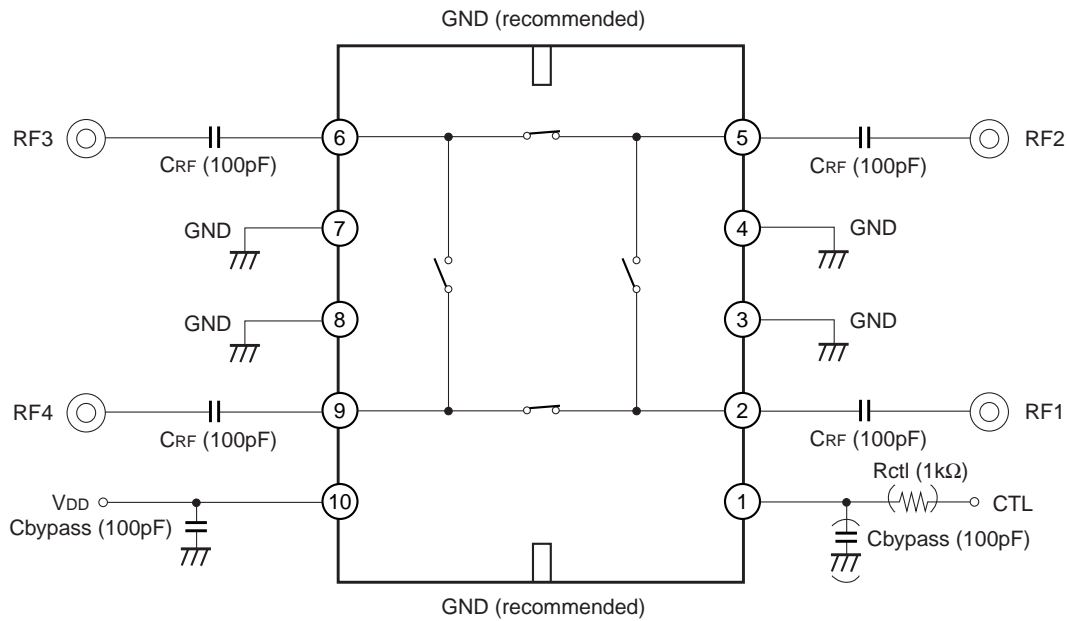 GND (recommended)
RF3
CRF (100pF)
6
5
CRF (100pF)
RF2
GND
7
4
GND
GND
8
3
GND
RF4
CRF (100pF)
9
2
CRF (100pF)
RF1
Rctl (1kΩ)
VDD
10
1
CTL
Cbypass (100pF)
Cbypass (100pF)
GND (recommended)